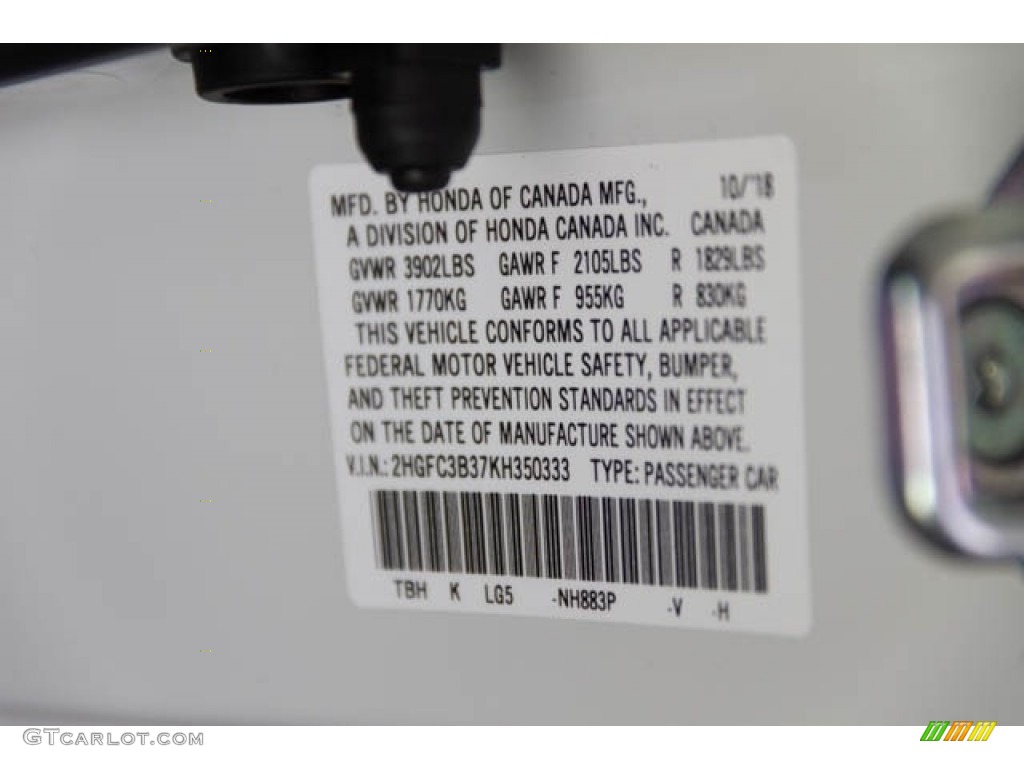 MFD. BY HONDA OF CANADA MFG., 10/'18
A DIVISION OF HONDA CANADA INC. CANADA
GVWR 3902LBS GAWR F 2105LBS R 1829LBS
GVWR 1770KG GAWR F 955KG R 830KG
THIS VEHICLE CONFORMS TO ALL APPLICABLE
FEDERAL MOTOR VEHICLE SAFETY, BUMPER,
AND THEFT PREVENTION STANDARDS IN EFFECT
ON THE DATE OF MANUFACTURE SHOWN ABOVE.
V.I.N.: 2HGFC3B37KH350333 TYPE: PASSENGER CAR
TBH K LG5 -NH883P -V -H
GTCARLOT.COM